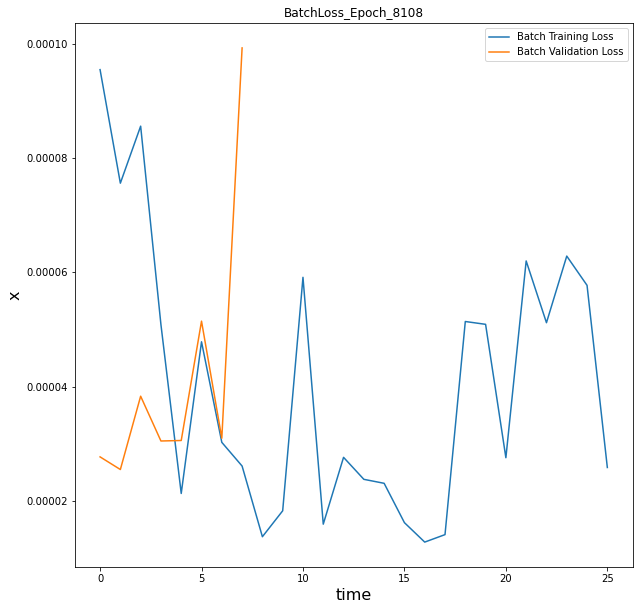 BatchLoss_Epoch_8108
Batch Training Loss
Batch Validation Loss
0.00010
0.00008
0.00006
0.00004
0.00002
x
0 5 10 15 20 25
time